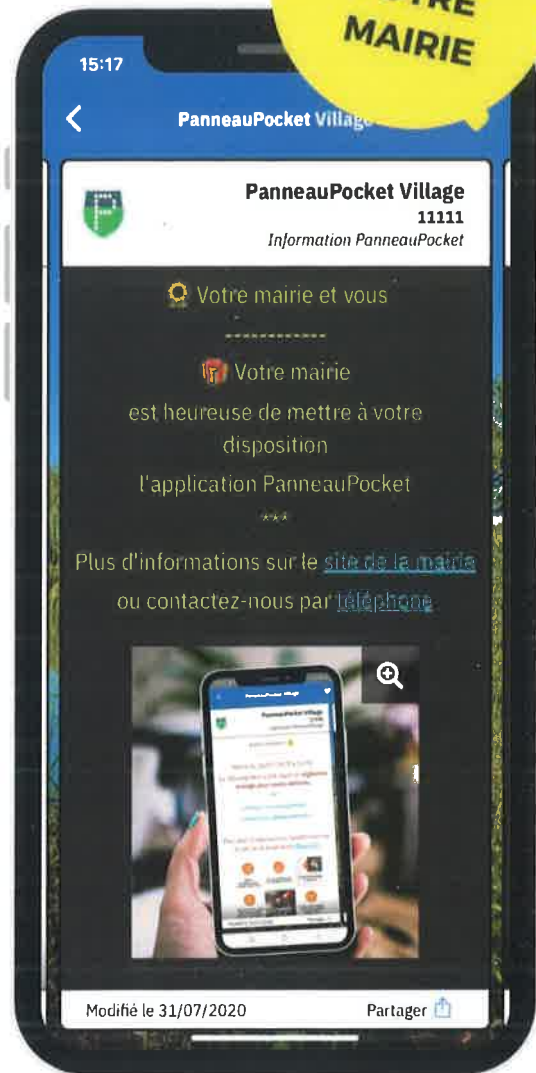 MAIRIE
15:17
PanneauPocket Village
PanneauPocket Village
11111
Information PanneauPocket
Votre mairie et vous
------------
Votre mairie
est heureuse de mettre à votre
disposition
l'application PanneauPocket
***
Plus d'informations sur le site de la mairie
ou contactez-nous par téléphone
Modifié le 31/07/2020
Partager